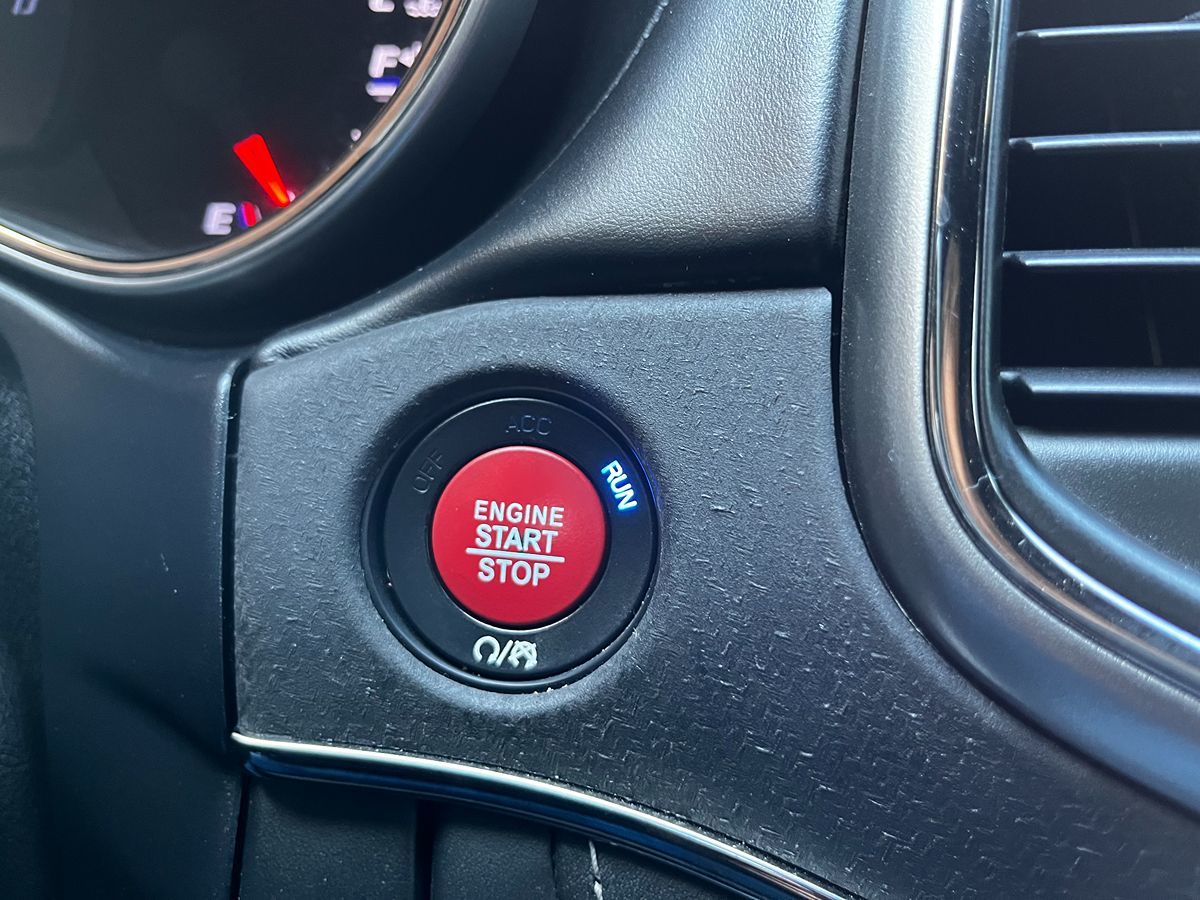 F
E
ACC
OFF
RUN
ENGINE
START
STOP